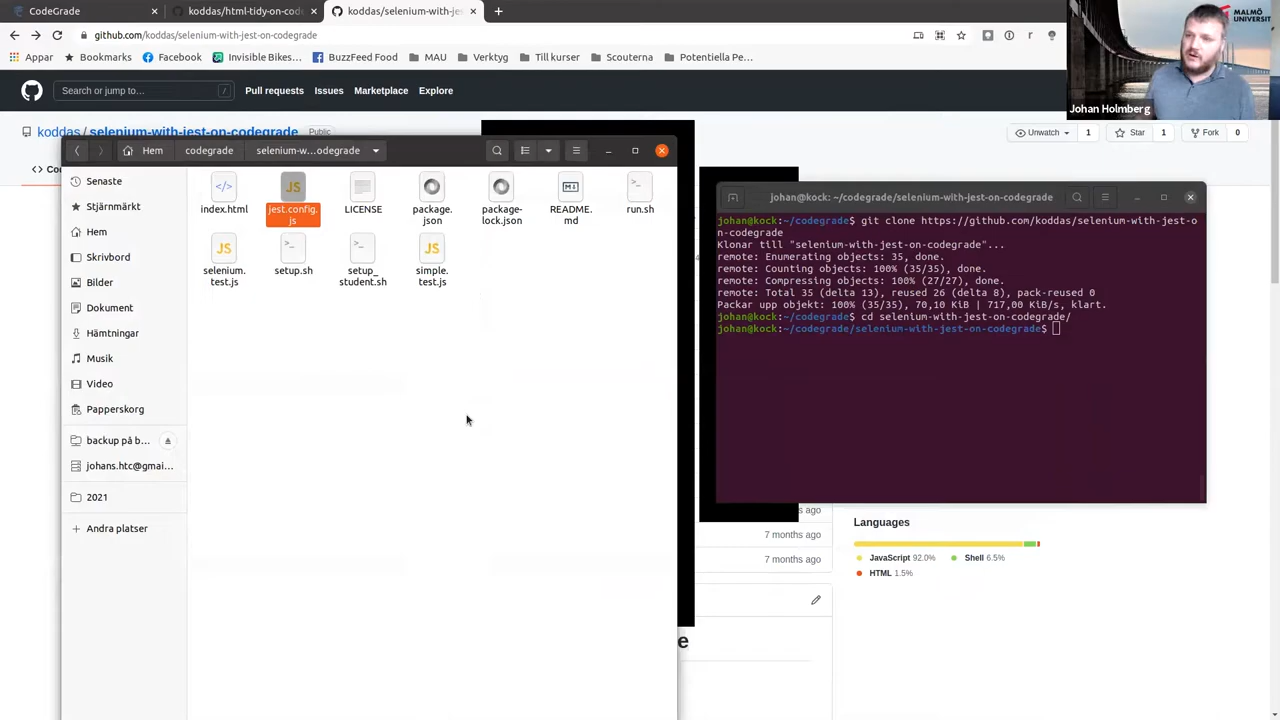 CodeGrade
koddas/html-tidy-on-cod
koddas/selenium-with-jes
github.com/koddas/selenium-with-jest-on-codegrade
Appar
Bookmarks
Facebook
Invisible Bikes…
BuzzFeed Food
MAU
Verktyg
Till kurser
Scouterna
Potentiella Pe…
MALMÖ
UNIVERSIT
Johan Holmberg
Search or jump to…
/
Pull requests
Issues
Marketplace
Explore
koddas / selenium-with-jest-on-codegrade
Public
Unwatch
1
Star
1
Fork
0
Hem
codegrade
selenium-w…odegrade
Senaste
Stjärnmärkt
Hem
Skrivbord
Bilder
Dokument
Hämtningar
Musik
Video
Papperskorg
backup på b…
johans.htc@gmai…
2021
Andra platser
index.html
jest.config.
js
LICENSE
package.
json
package-
lock.json
README.
md
run.sh
selenium.
test.js
setup.sh
setup_
student.sh
simple.
test.js
johan@kock: ~/codegrade/selenium-with-jest-on-codegrade
johan@kock:~/codegrade$ git clone https://github.com/koddas/selenium-with-jest-o
n-codegrade
Klonar till "selenium-with-jest-on-codegrade"...
remote: Enumerating objects: 35, done.
remote: Counting objects: 100% (35/35), done.
remote: Compressing objects: 100% (27/27), done.
remote: Total 35 (delta 13), reused 26 (delta 8), pack-reused 0
Packar upp objekt: 100% (35/35), 70,10 KiB | 717,00 KiB/s, klart.
johan@kock:~/codegrade$ cd selenium-with-jest-on-codegrade/
johan@kock:~/codegrade/selenium-with-jest-on-codegrade$
ago
7 months ago
7 months ago
Languages
JavaScript 92.0%
Shell 6.5%
HTML 1.5%
e